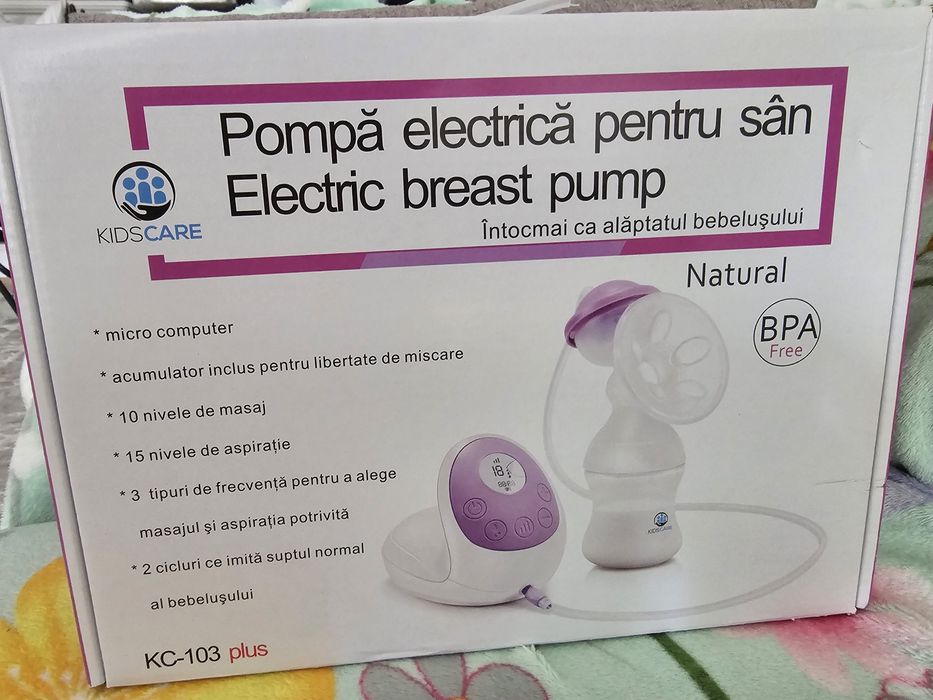 Pompă electrică pentru sân
Electric breast pump
Întocmai ca alăptatul bebelușului
KIDSCARE
Natural
BPA
Free
* micro computer
* acumulator inclus pentru libertate de miscare
* 10 nivele de masaj
* 15 nivele de aspirație
* 3 tipuri de frecvență pentru a alege
masajul și aspirația potrivită
* 2 cicluri ce imită suptul normal
al bebelușului
18
KIDSCARE
KC-103 plus